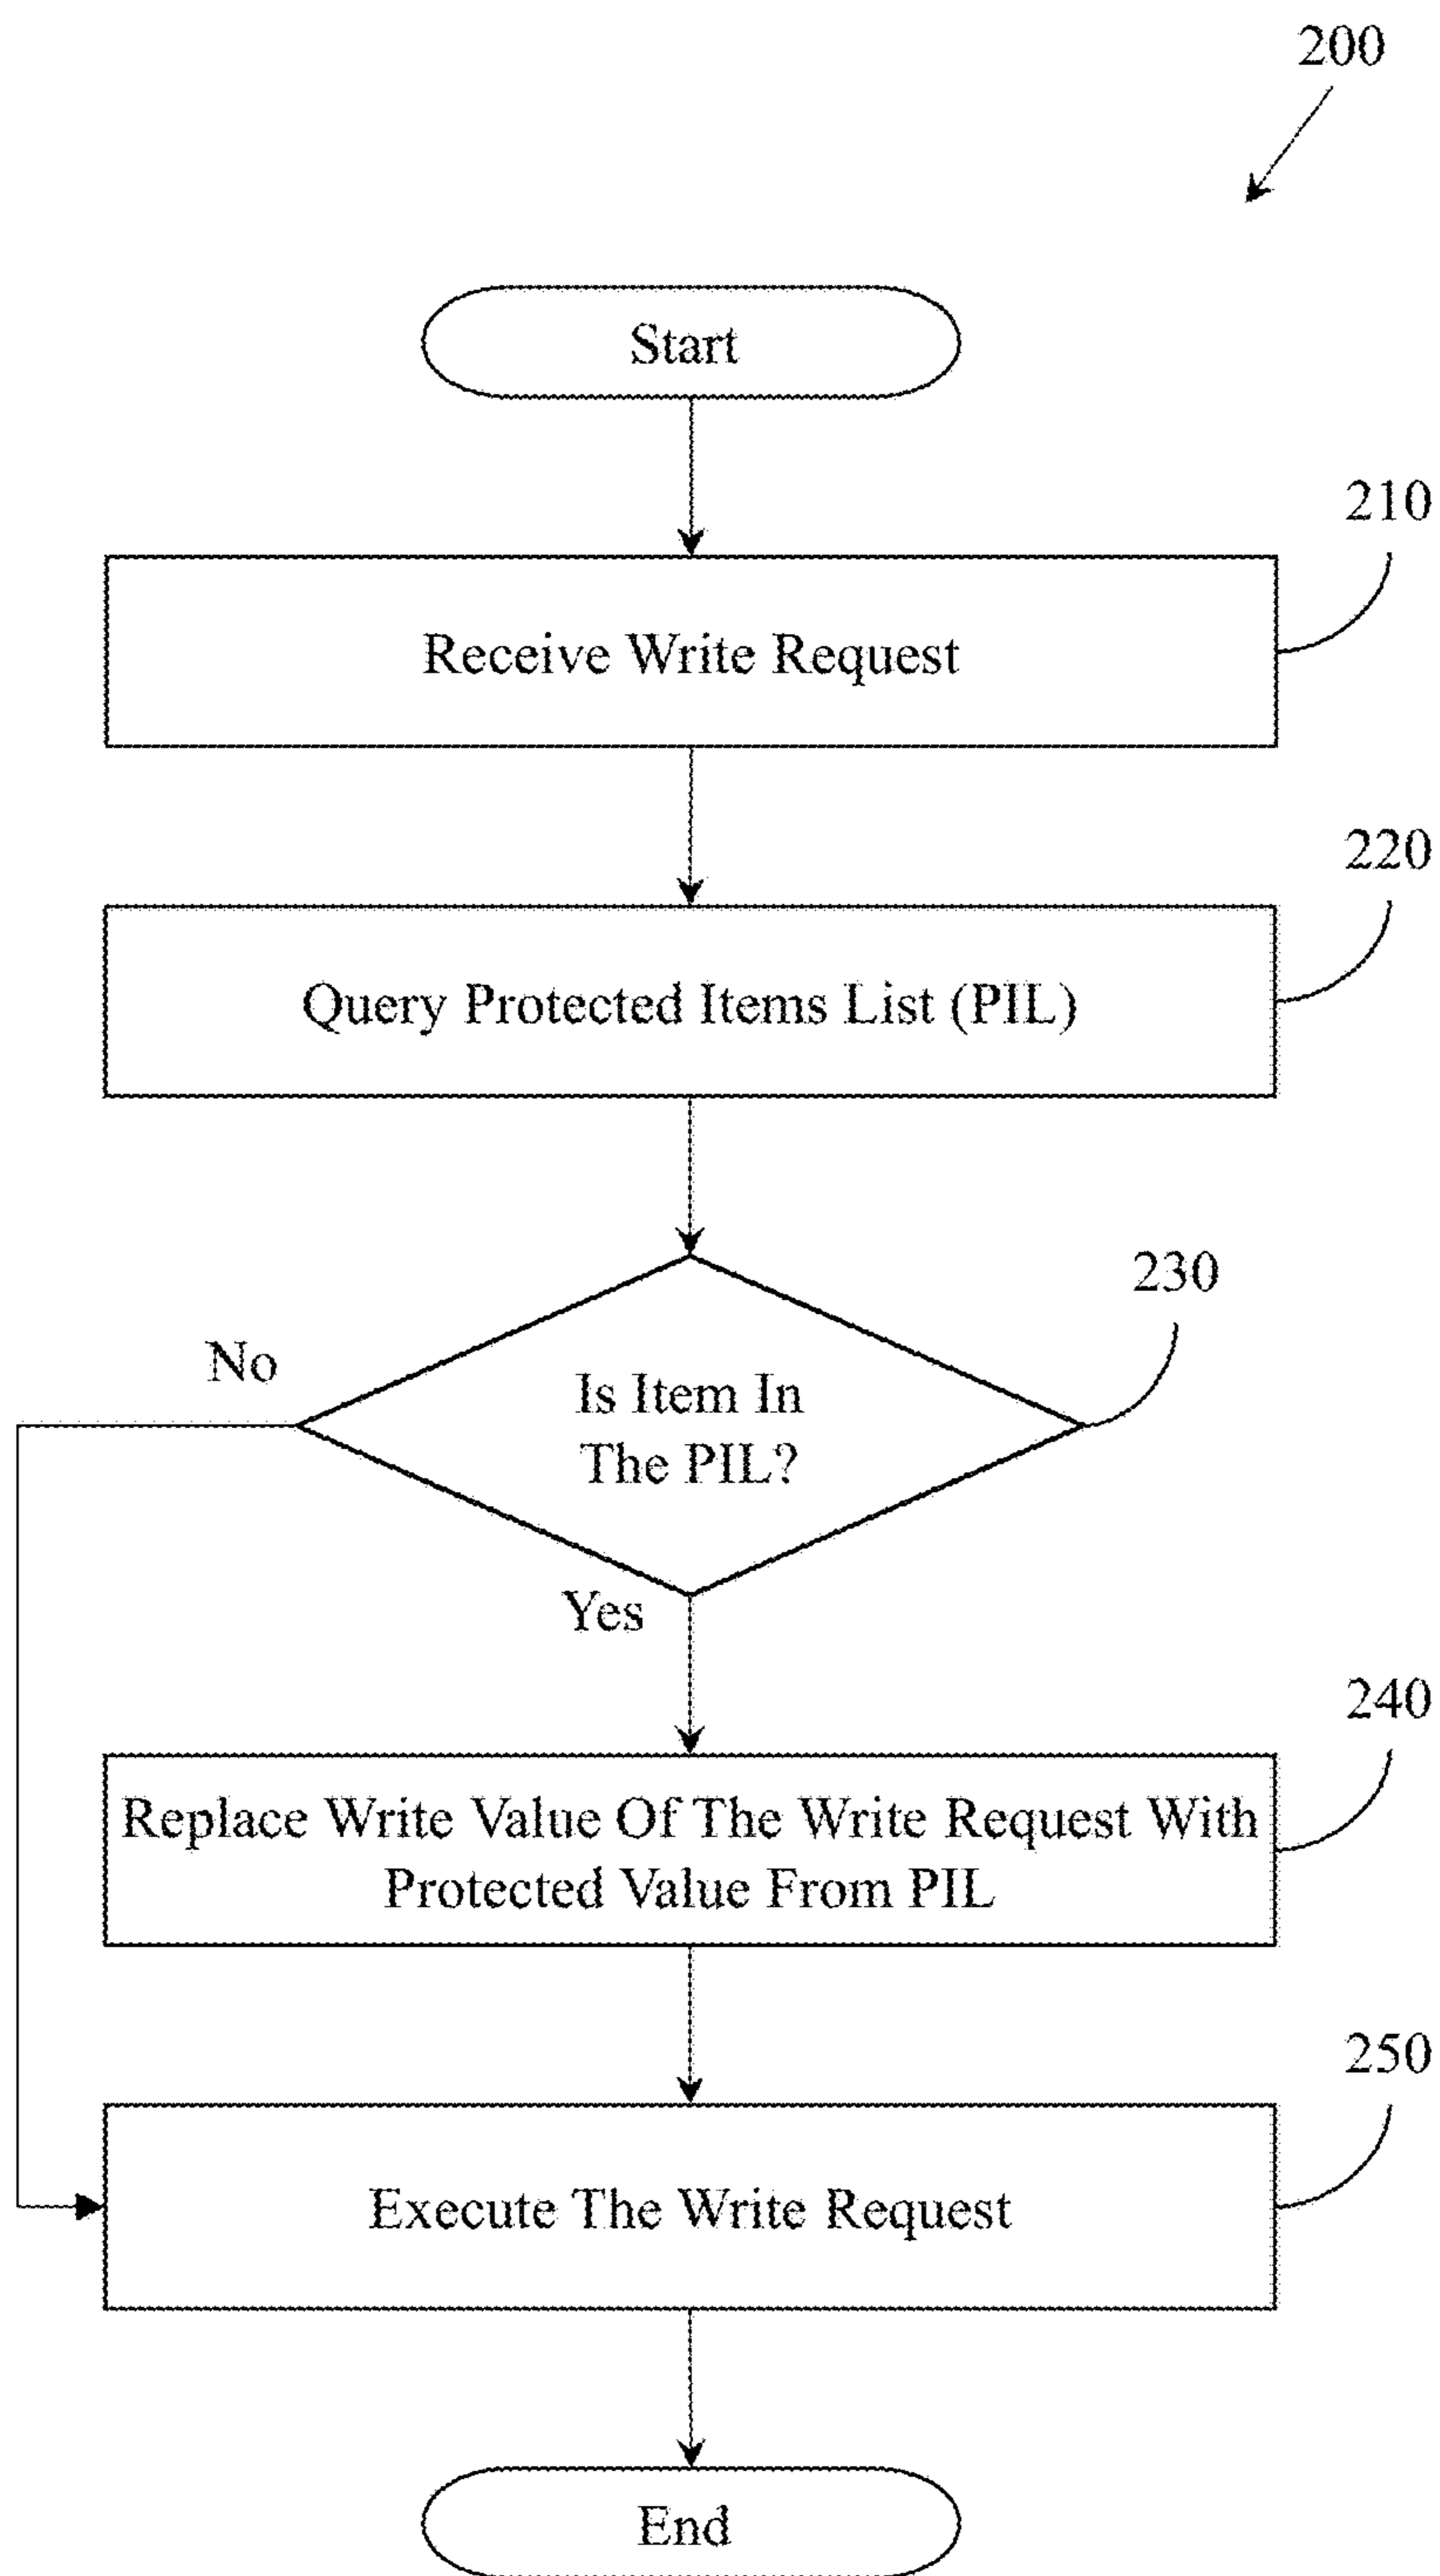 200
Start
210
Receive Write Request
220
Query Protected Items List (PIL)
230
No
Is Item In
The PIL?
Yes
240
Replace Write Value Of The Write Request With
Protected Value From PIL
250
Execute The Write Request
End